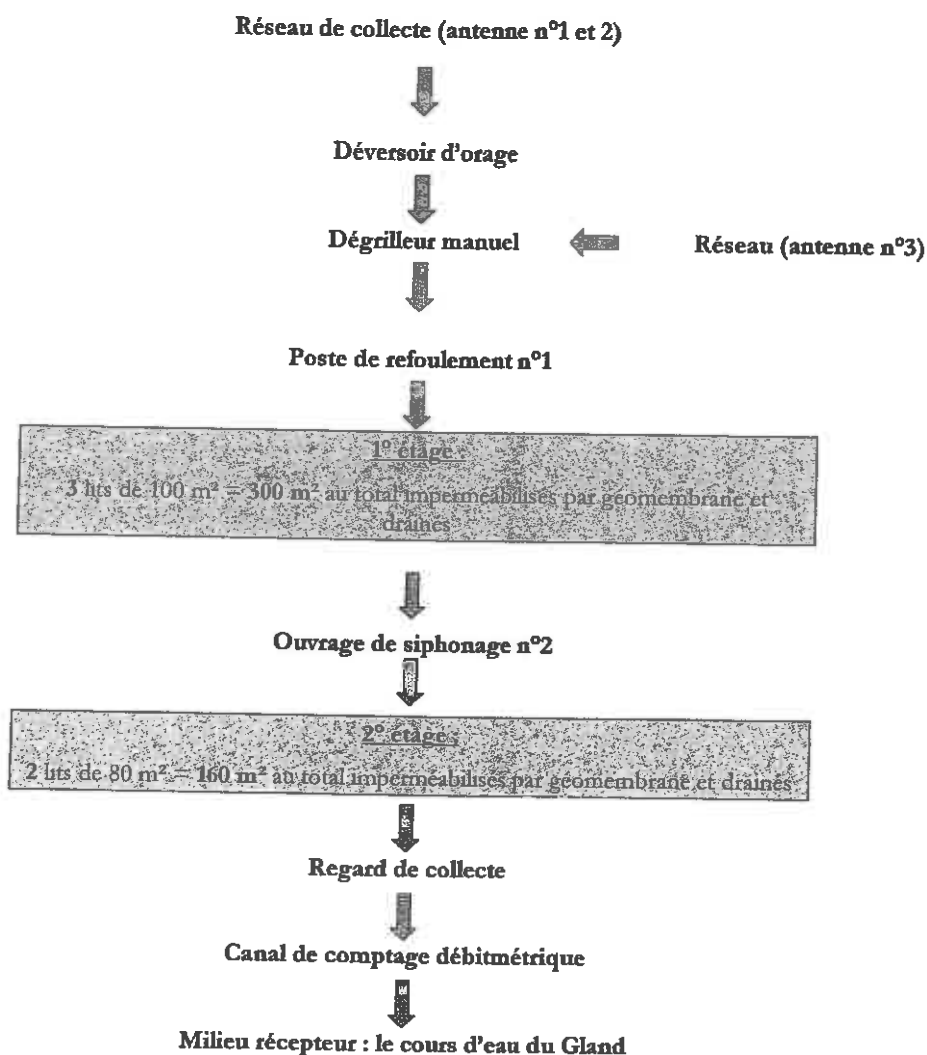 Réseau de collecte (antenne n°1 et 2)
Déversoir d'orage
Dégrilleur manuel
Réseau (antenne n°3)
Poste de refoulement n°1
1° étage :
3 lits de 100 m² = 300 m² au total imperméabilisés par géomembrane et
drainés
Ouvrage de siphonage n°2
2° étage :
2 lits de 80 m² = 160 m² au total imperméabilisés par géomembrane et drainés
Regard de collecte
Canal de comptage débitmétrique
Milieu récepteur : le cours d'eau du Gland